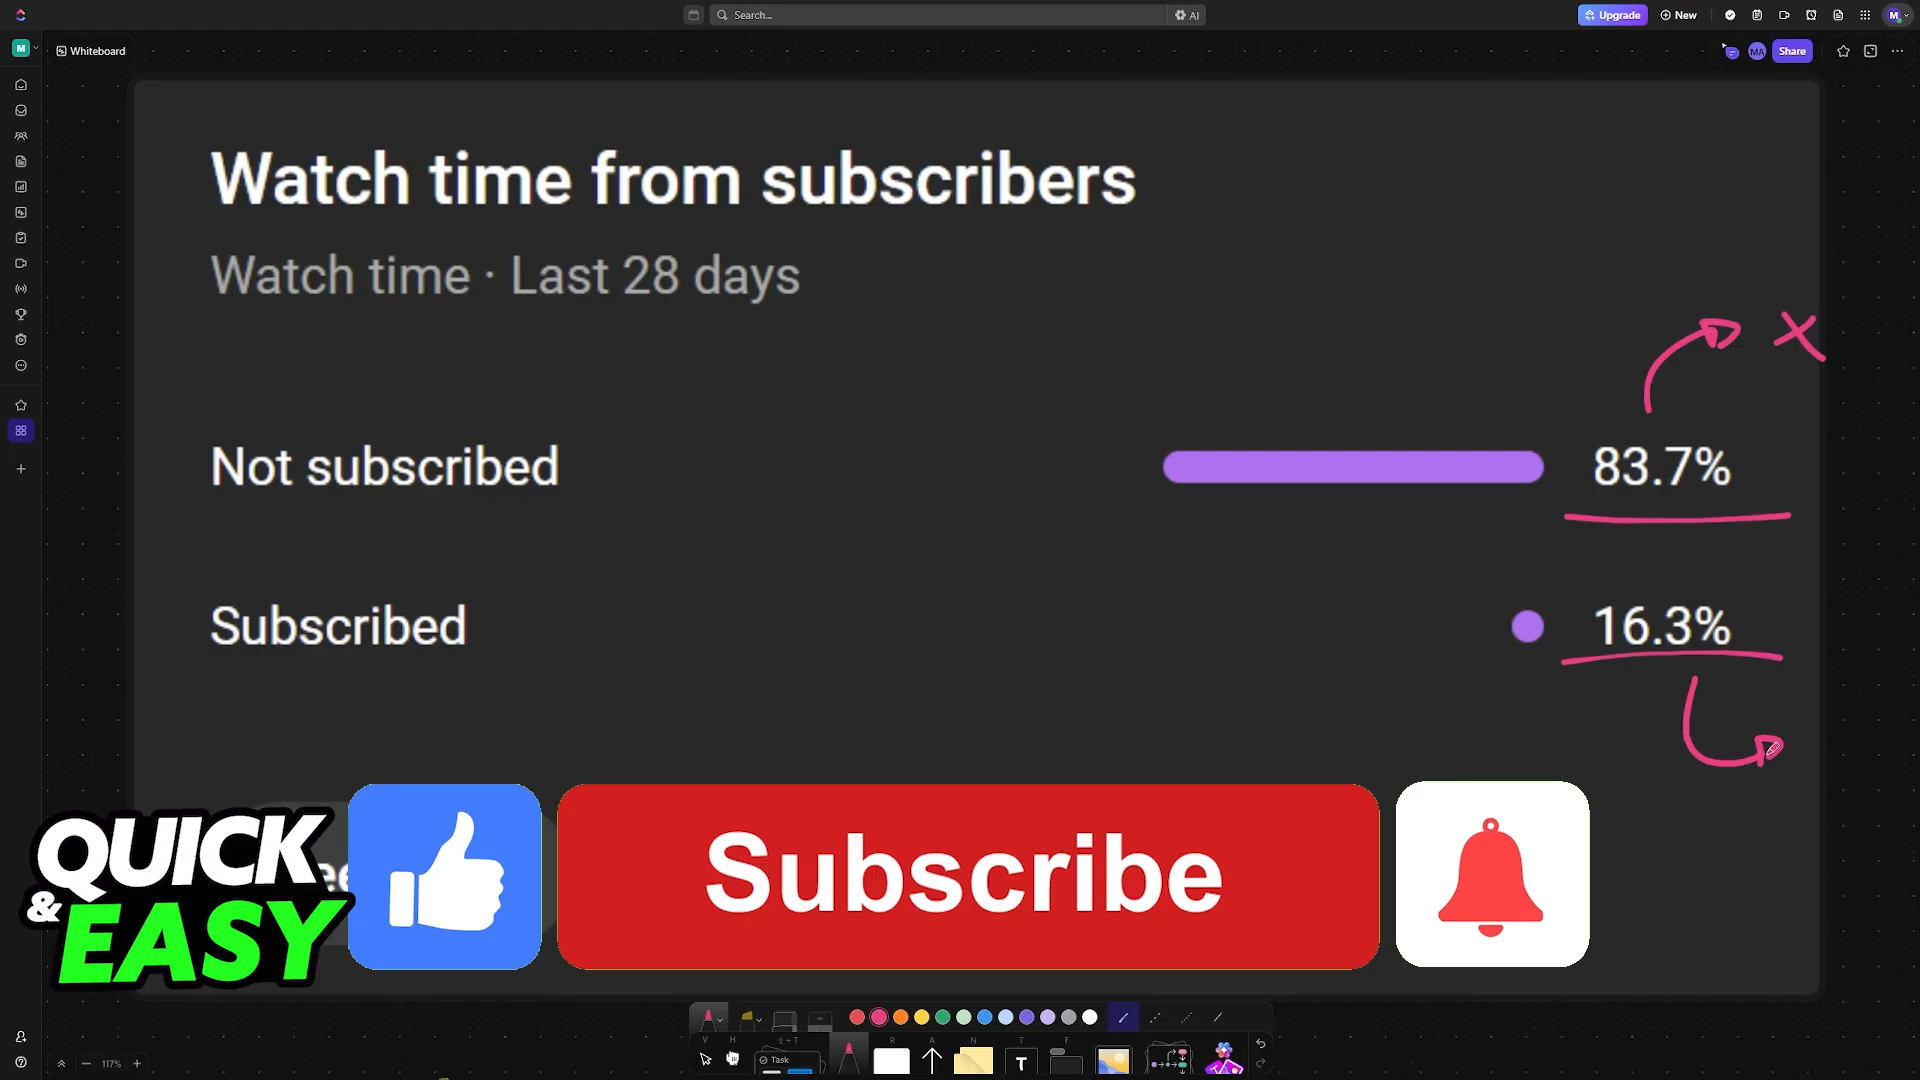 Search...
AI
Upgrade
New
M
M
Whiteboard
MA
Share
Watch time from subscribers
Watch time · Last 28 days
X
Not subscribed
83.7%
Subscribed
16.3%
QUICK
& EASY
Subscribe
V
H
⇧+T
R
A
N
T
F
Task
T
117%